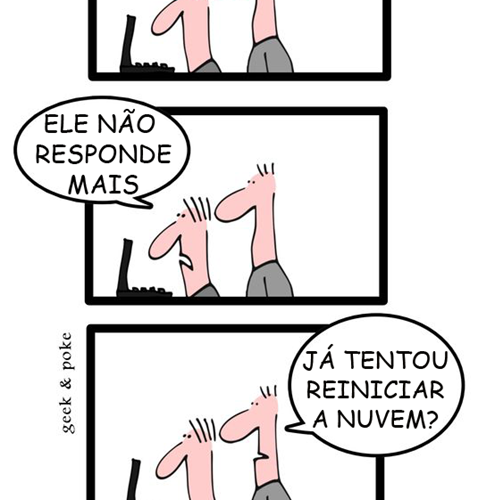 ELE NÃO
RESPONDE
MAIS
geek & poke
JÁ TENTOU
REINICIAR
A NUVEM?